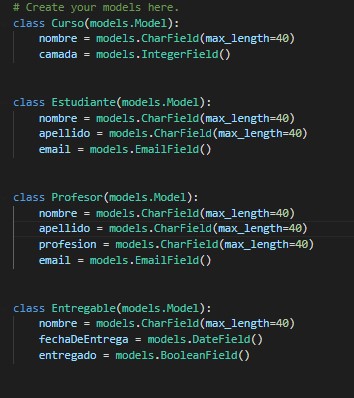 # Create your models here.
class Curso(models.Model):
    nombre = models.CharField(max_length=40)
    camada = models.IntegerField()
class Estudiante(models.Model):
    nombre = models.CharField(max_length=40)
    apellido = models.CharField(max_length=40)
    email = models.EmailField()
class Profesor(models.Model):
    nombre = models.CharField(max_length=40)
    apellido = models.CharField(max_length=40)
    profesion = models.CharField(max_length=40)
    email = models.EmailField()
class Entregable(models.Model):
    nombre = models.CharField(max_length=40)
    fechaDeEntrega = models.DateField()
    entregado = models.BooleanField()